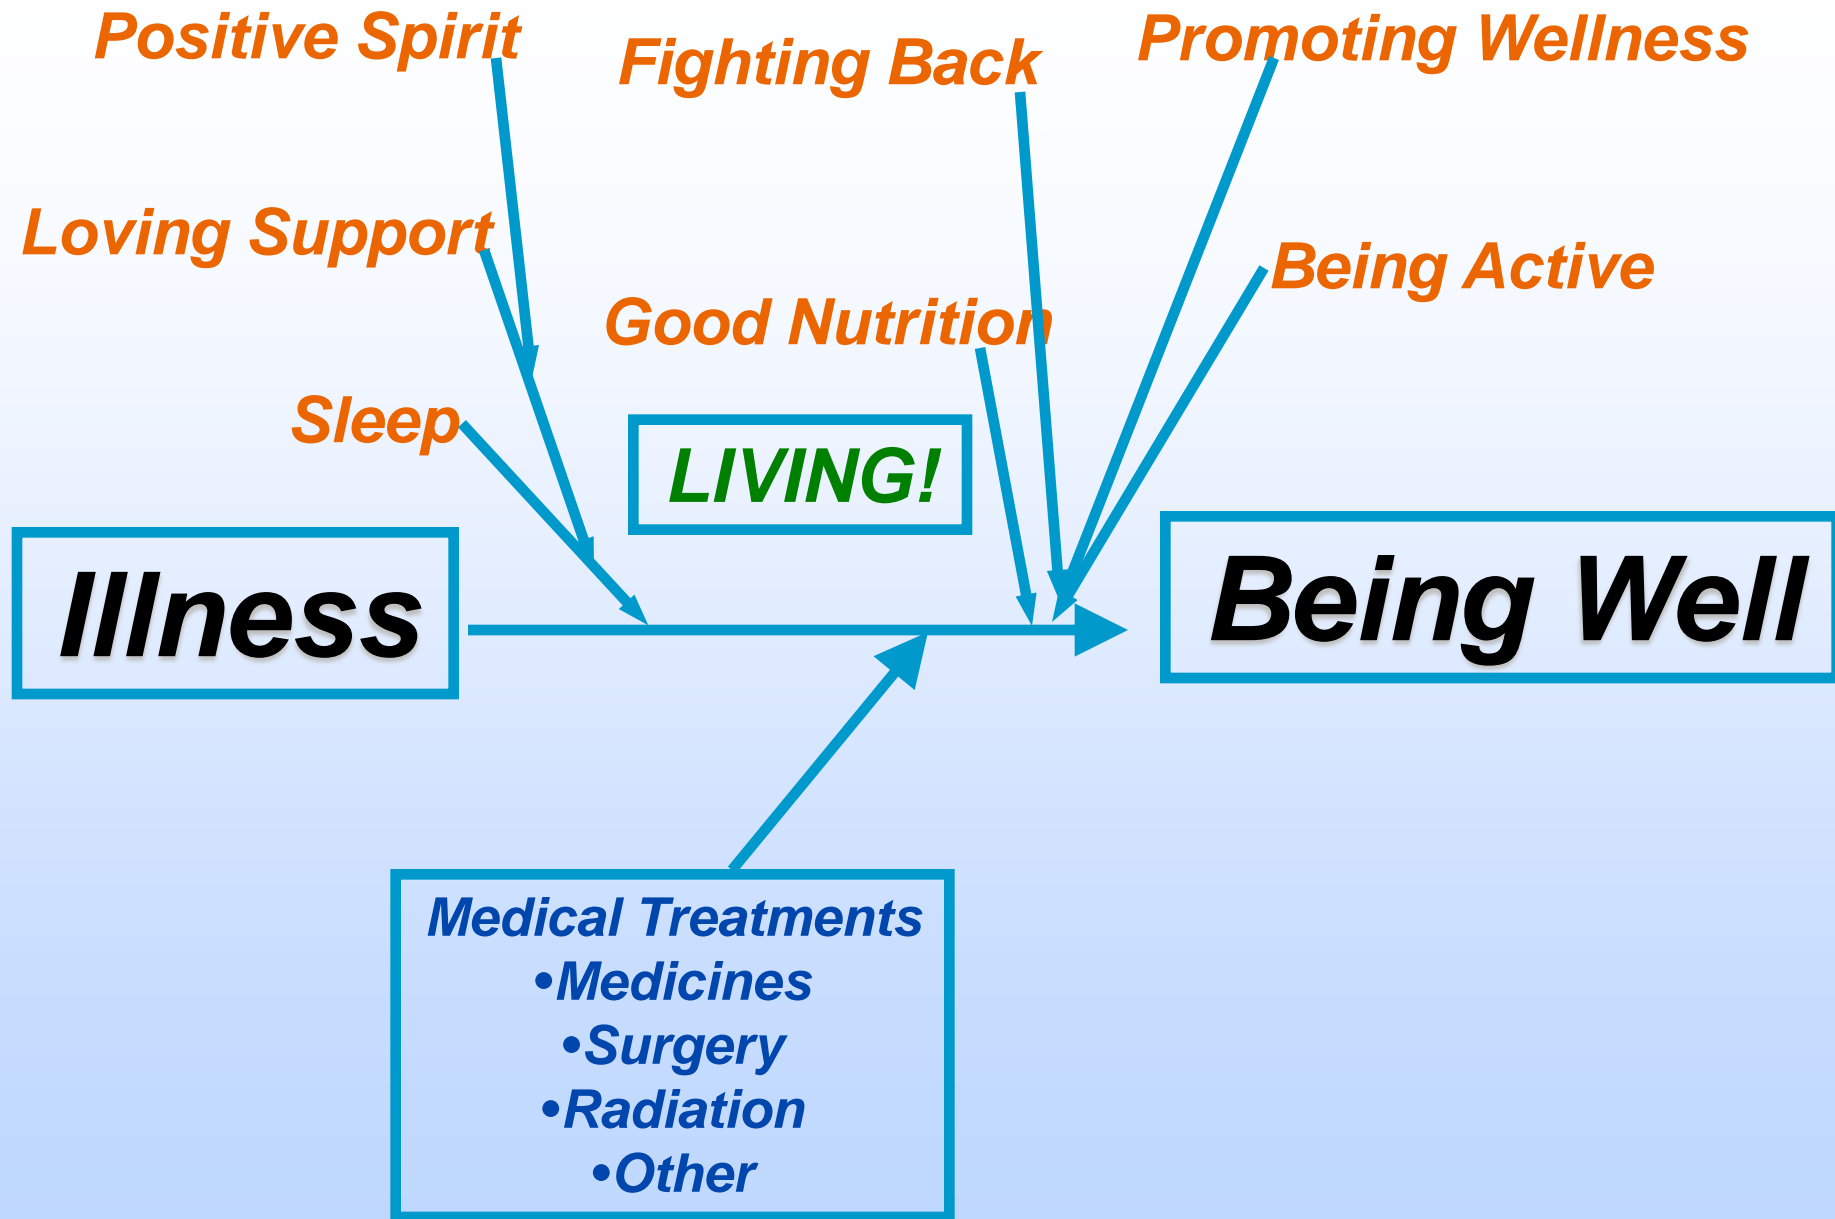 Positive Spirit
Fighting Back
Promoting Wellness
Loving Support
Being Active
Good Nutrition
Sleep
LIVING!
Illness
Being Well
Medical Treatments
•Medicines
•Surgery
•Radiation
•Other